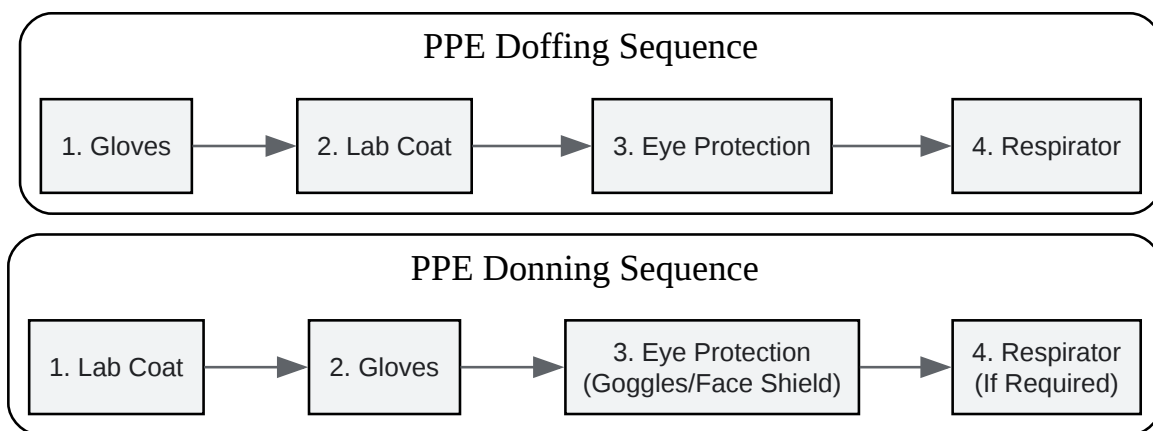 PPE Doffing Sequence
1. Gloves
2. Lab Coat
3. Eye Protection
4. Respirator
PPE Donning Sequence
1. Lab Coat
2. Gloves
3. Eye Protection
(Goggles/Face Shield)
4. Respirator
(If Required)